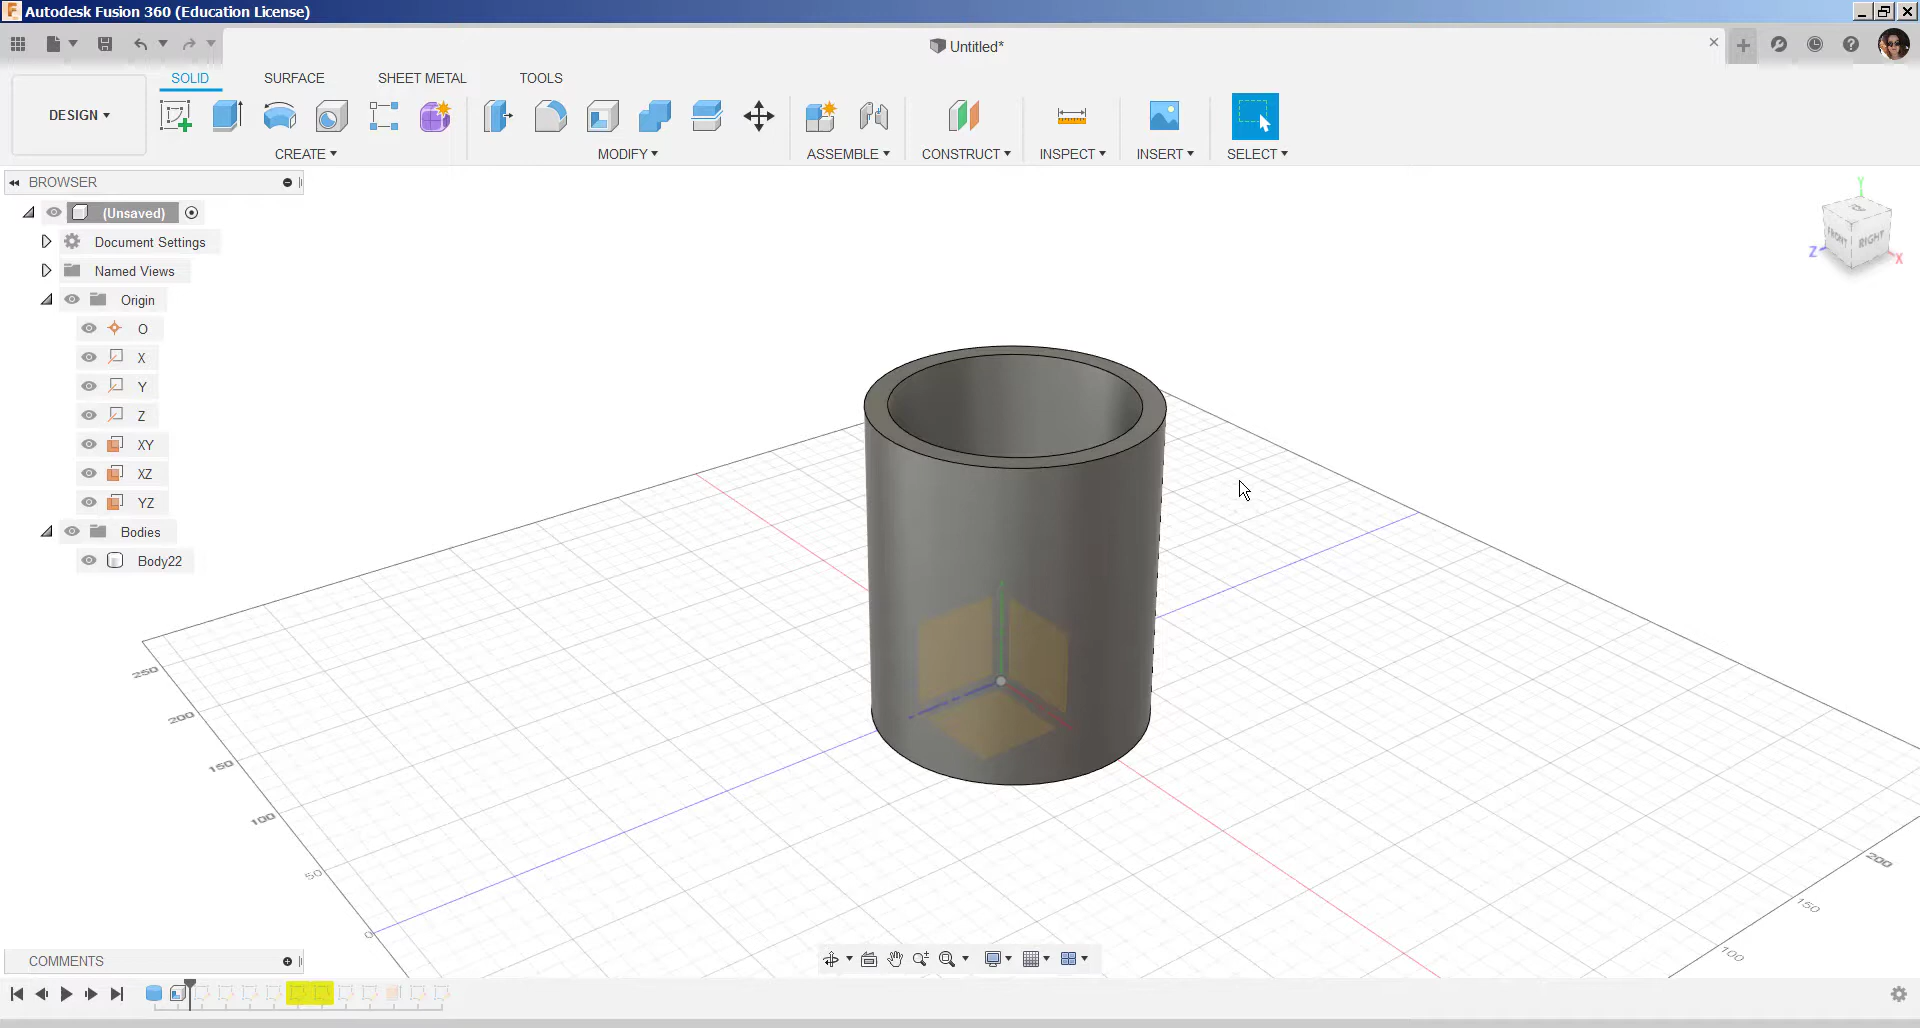 Autodesk Fusion 360 (Education License)
Untitled*
DESIGN
SOLID
SURFACE
SHEET METAL
TOOLS
CREATE
MODIFY
ASSEMBLE
CONSTRUCT
INSPECT
INSERT
SELECT
BROWSER
(Unsaved)
Document Settings
Named Views
Origin
O
X
Y
Z
XY
XZ
YZ
Bodies
Body22
Y
FRONT
RIGHT
Z
X
250
200
150
100
50
0
200
150
100
COMMENTS